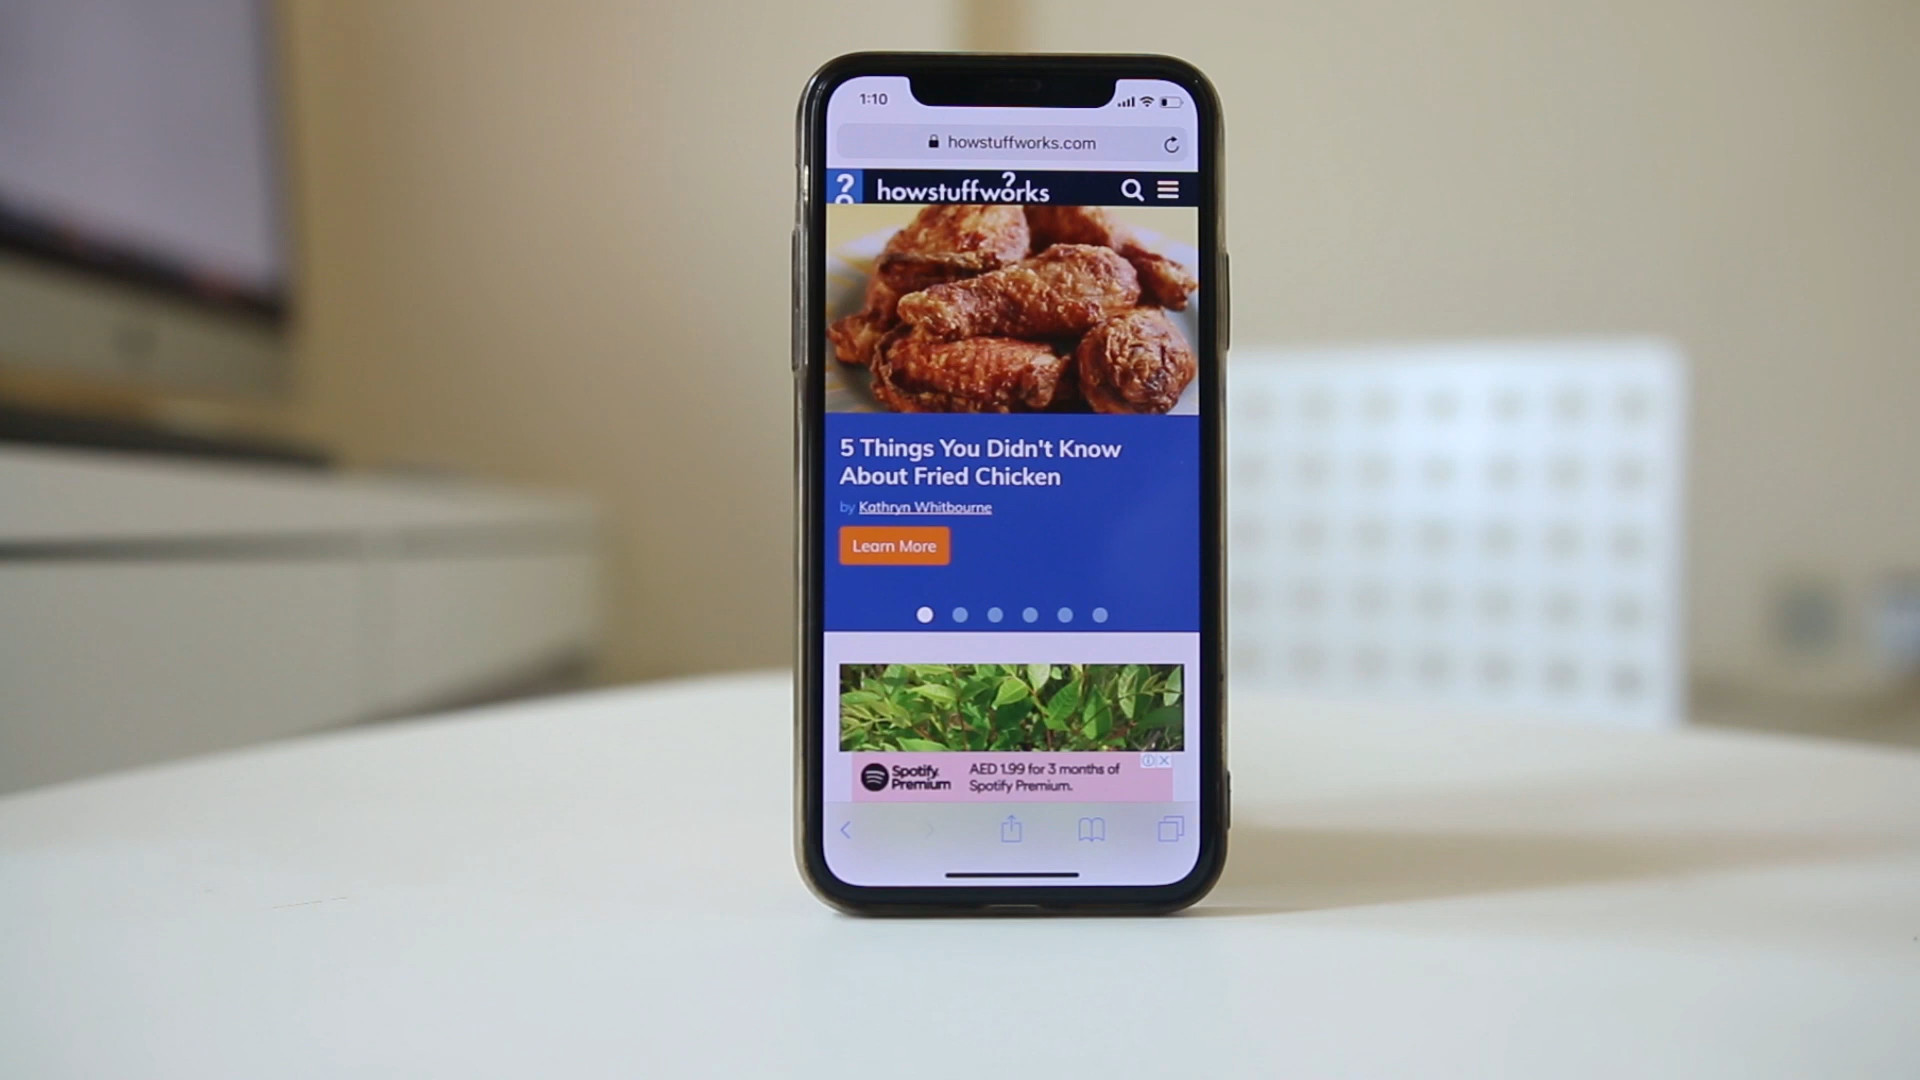 1:10
howstuffworks.com
howstuffworks
5 Things You Didn't Know
About Fried Chicken
by Kathryn Whitbourne
Learn More
Spotify Premium
AED 1.99 for 3 months of
Spotify Premium.